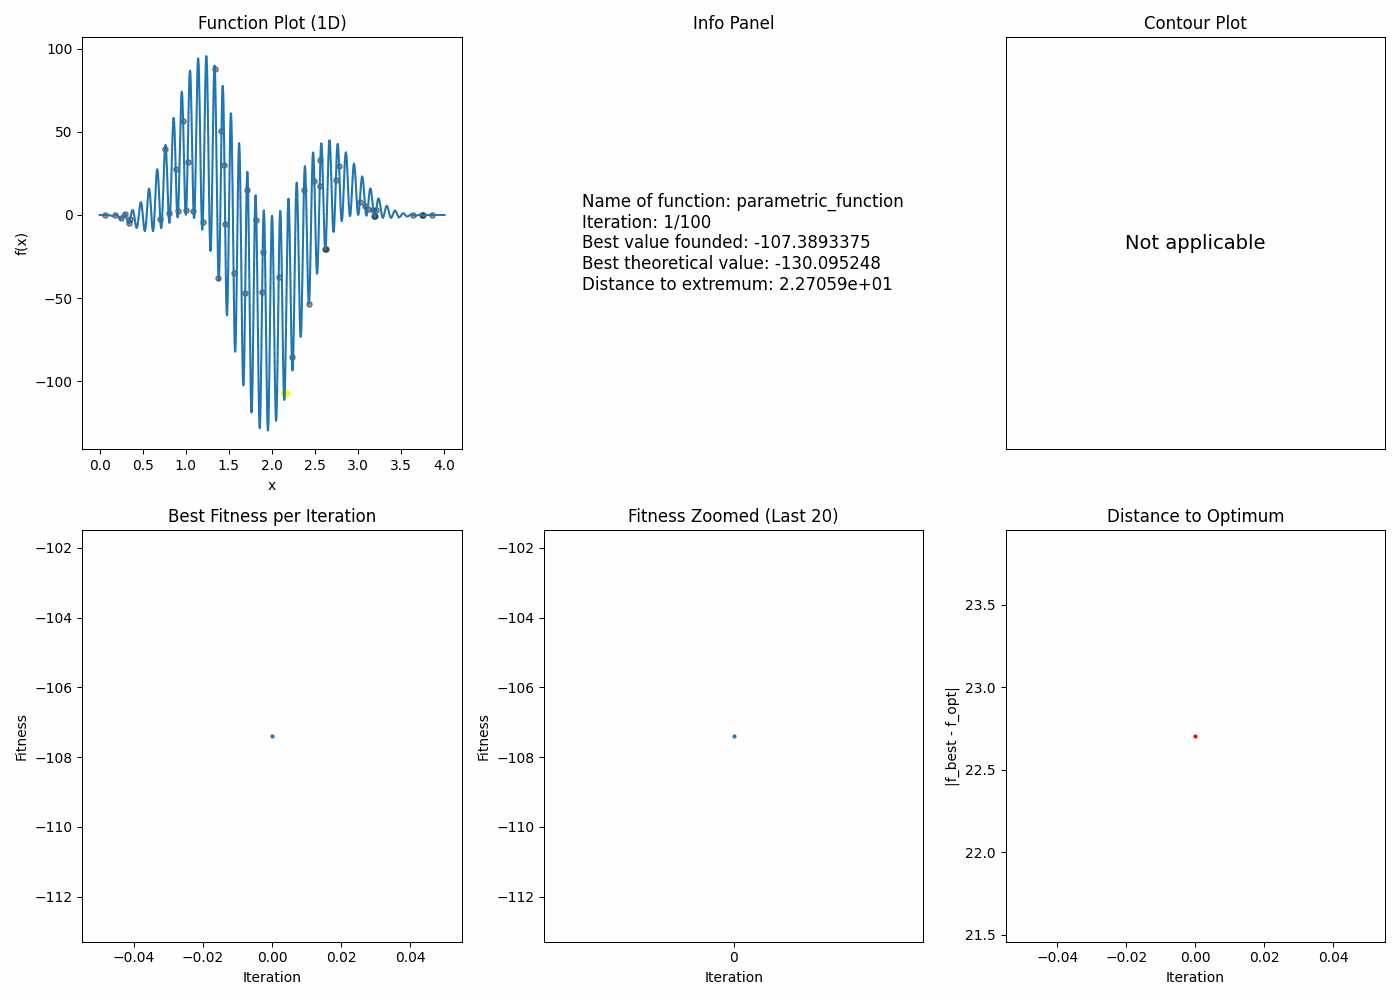 Function Plot (1D)
100
50
0
−50
−100
f(x)
0.0 0.5 1.0 1.5 2.0 2.5 3.0 3.5 4.0
x
Info Panel
Name of function: parametric_function
Iteration: 1/100
Best value founded: -107.3893375
Best theoretical value: -130.095248
Distance to extremum: 2.27059e+01
Contour Plot
Not applicable
Best Fitness per Iteration
−102
−104
−106
−108
−110
−112
Fitness
−0.04 −0.02 0.00 0.02 0.04
Iteration
Fitness Zoomed (Last 20)
−102
−104
−106
−108
−110
−112
Fitness
0
Iteration
Distance to Optimum
23.5
23.0
22.5
22.0
21.5
|f_best - f_opt|
−0.04 −0.02 0.00 0.02 0.04
Iteration